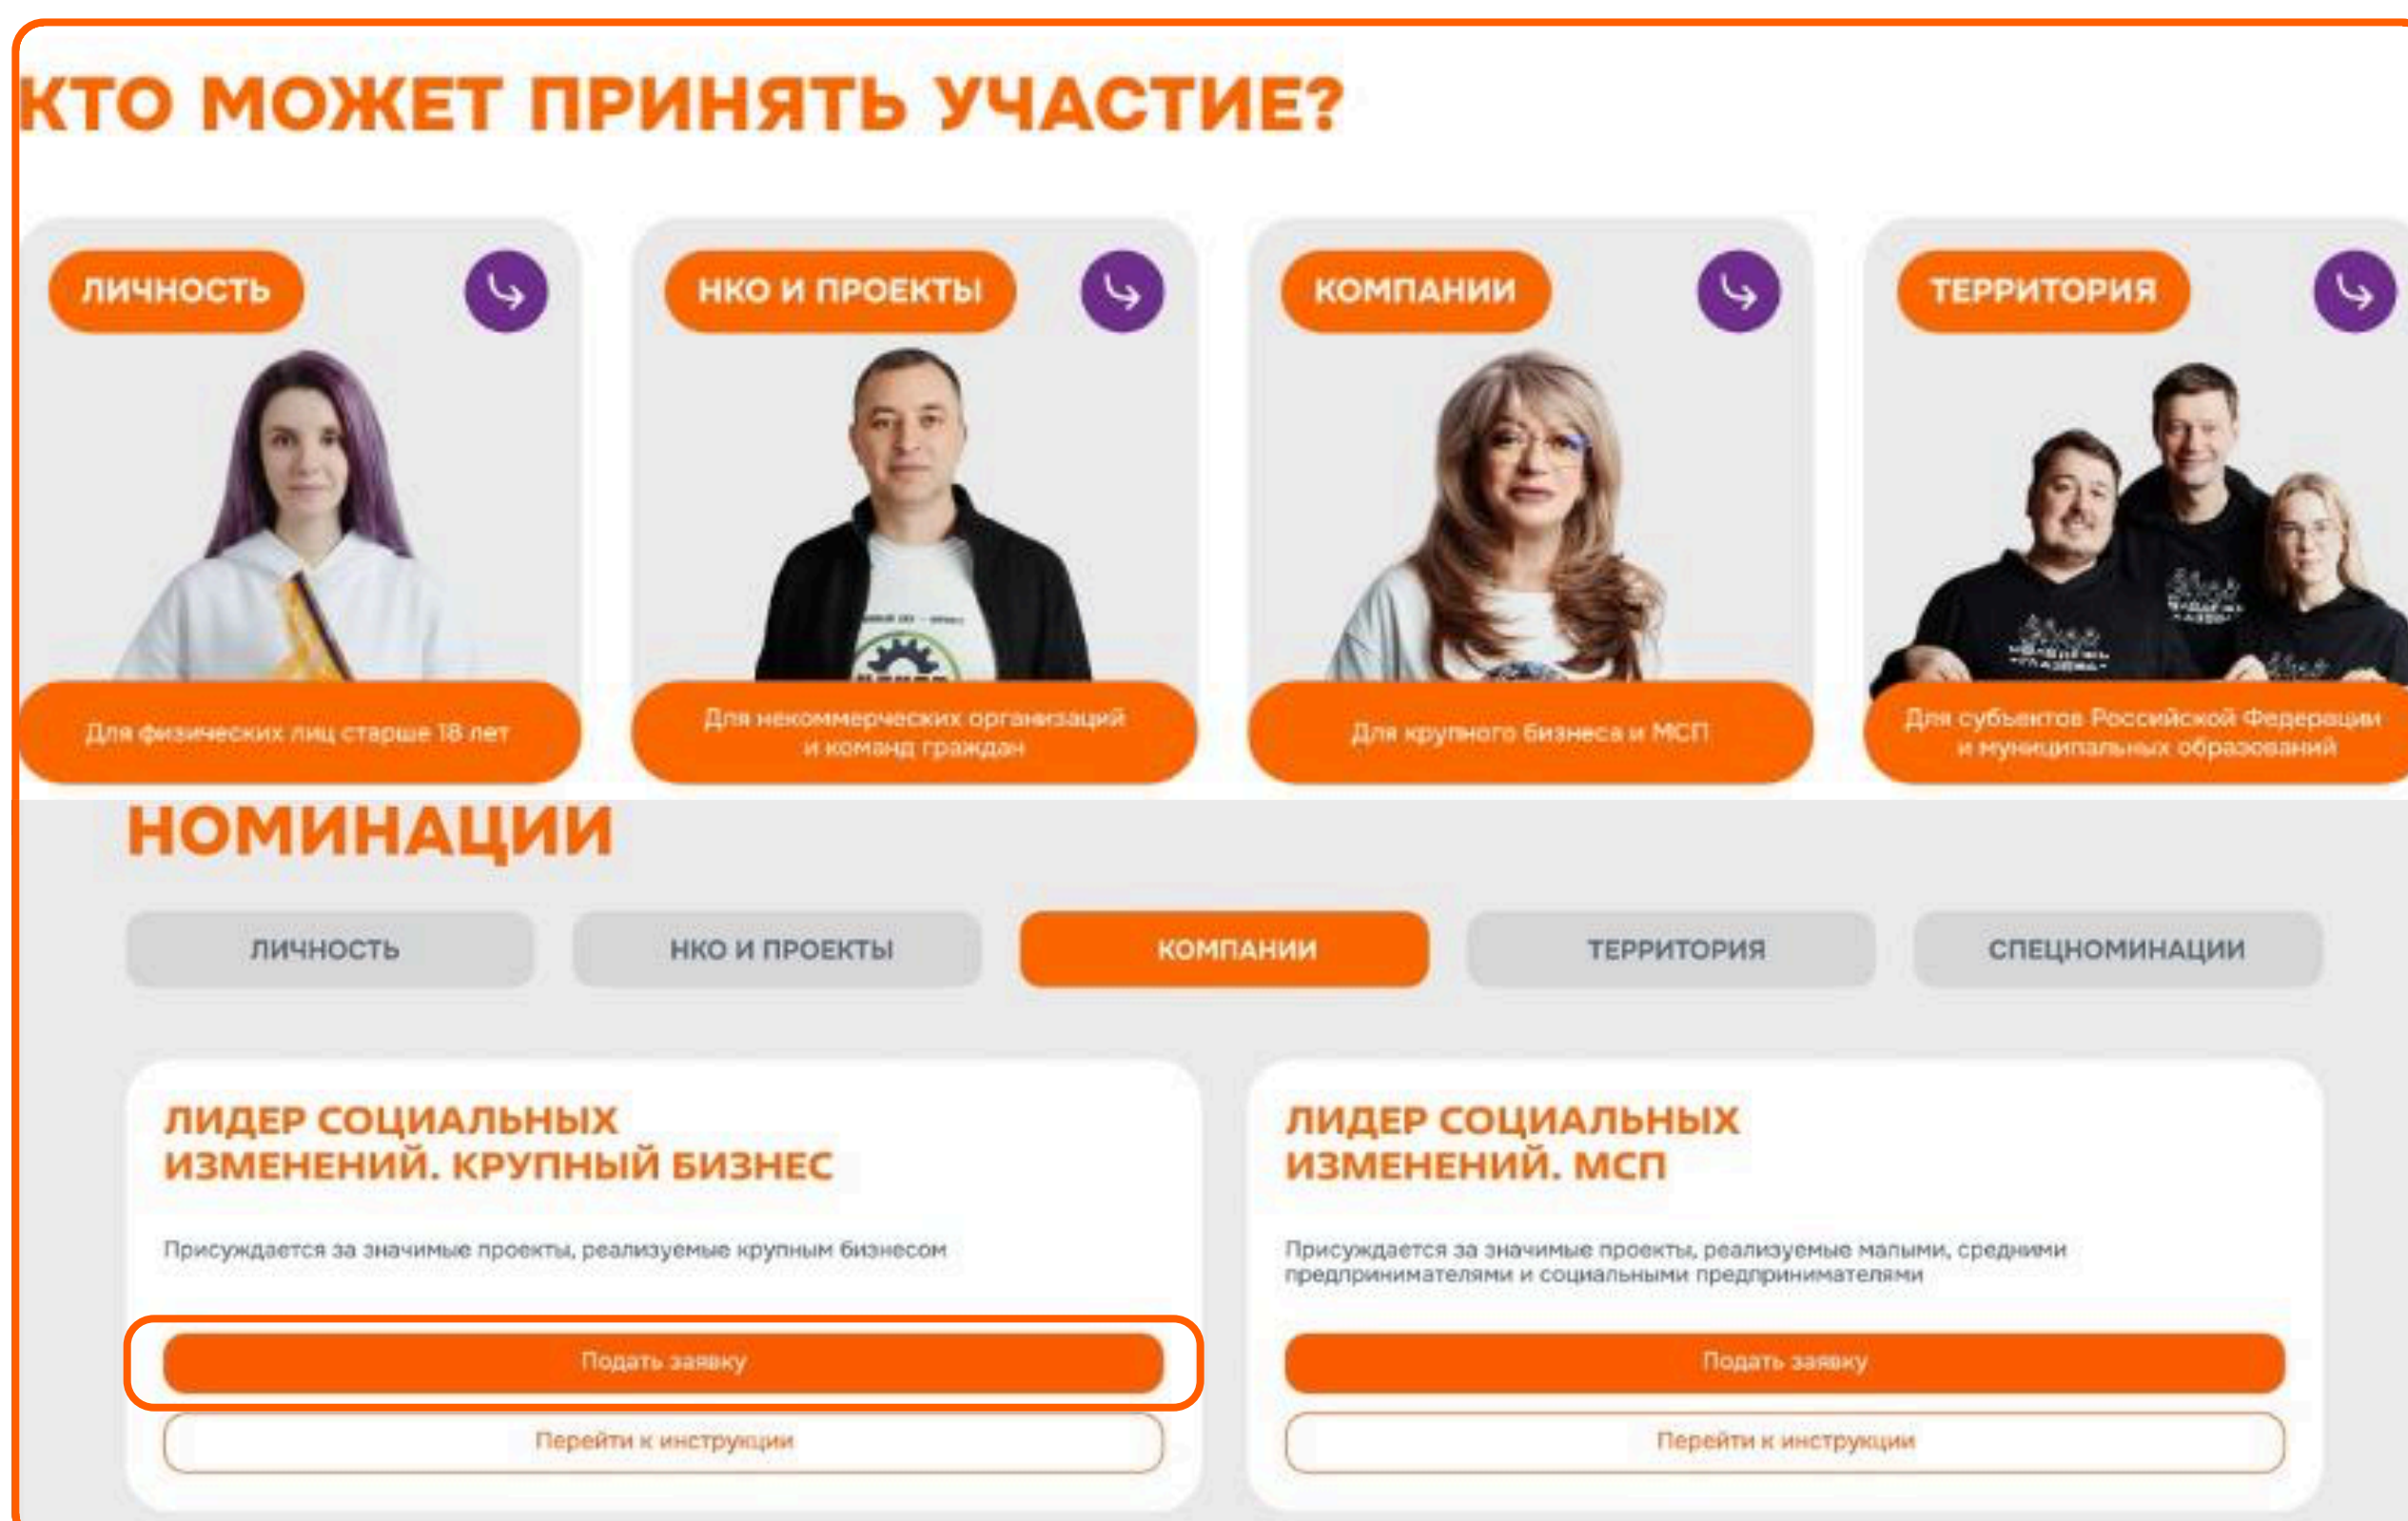 КТО МОЖЕТ ПРИНЯТЬ УЧАСТИЕ?
ЛИЧНОСТЬ
НКО И ПРОЕКТЫ
КОМПАНИИ
ТЕРРИТОРИЯ
Для физических лиц старше 18 лет
Для некоммерческих организаций
и команд граждан
Для крупного бизнеса и МСП
Для субъектов Российской Федерации
и муниципальных образований
НОМИНАЦИИ
ЛИЧНОСТЬ
НКО И ПРОЕКТЫ
КОМПАНИИ
ТЕРРИТОРИЯ
СПЕЦНОМИНАЦИИ
ЛИДЕР СОЦИАЛЬНЫХ
ИЗМЕНЕНИЙ. КРУПНЫЙ БИЗНЕС
Присуждается за значимые проекты, реализуемые крупным бизнесом
Подать заявку
Перейти к инструкции
ЛИДЕР СОЦИАЛЬНЫХ
ИЗМЕНЕНИЙ. МСП
Присуждается за значимые проекты, реализуемые малыми, средними
предпринимателями и социальными предпринимателями
Подать заявку
Перейти к инструкции